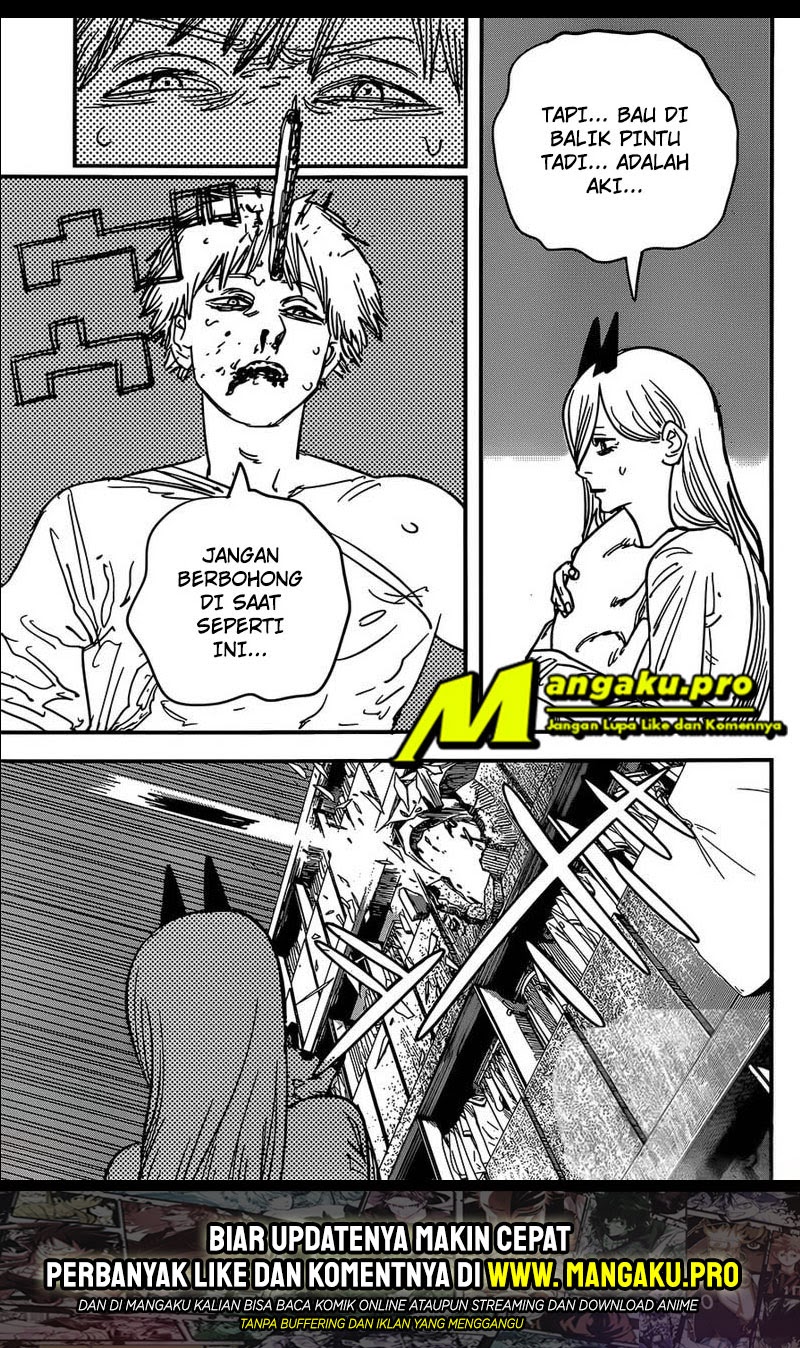 TAPI... BAU DI
BALIK PINTU
TADI... ADALAH
AKI...
JANGAN
BERBOHONG
DI SAAT
SEPERTI
INI...
Mangaku.pro
Jangan Lupa Like dan Komennya
BIAR UPDATENYA MAKIN CEPAT
PERBANYAK LIKE DAN KOMENTNYA DI WWW. MANGAKU.PRO
DAN DI MANGAKU KALIAN BISA BACA KOMIK ONLINE ATAUPUN STREAMING DAN DOWNLOAD ANIME
TANPA BUFFERING DAN IKLAN YANG MENGGANGU